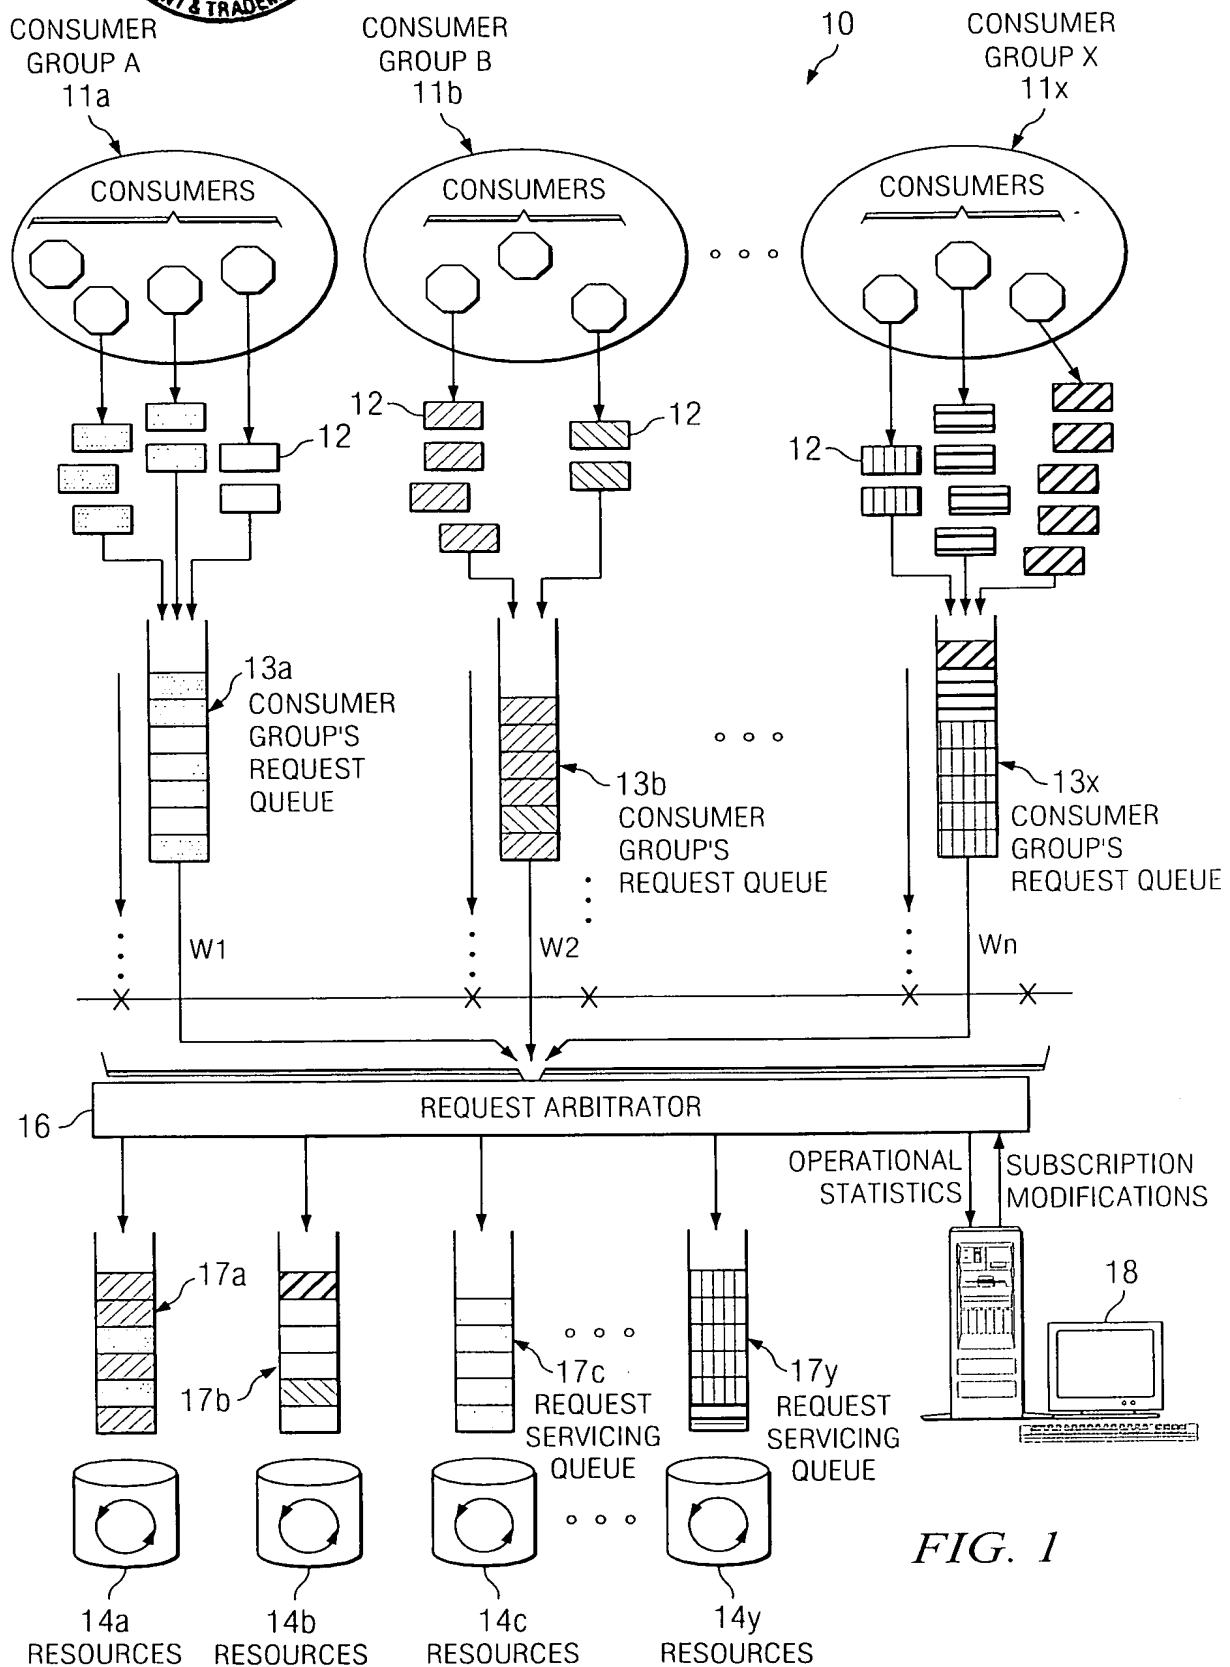 & TRADEM
CONSUMER
GROUP A
11a
CONSUMER
GROUP B
11b
10
CONSUMER
GROUP X
11x
CONSUMERS
CONSUMERS
CONSUMERS
12
12
12
12
13a
CONSUMER
GROUP'S
REQUEST
QUEUE
13b
CONSUMER
GROUP'S
REQUEST QUEUE
13x
CONSUMER
GROUP'S
REQUEST QUEUE
W1
W2
Wn
16
REQUEST ARBITRATOR
OPERATIONAL
STATISTICS
SUBSCRIPTION
MODIFICATIONS
17a
17b
17c
REQUEST
SERVICING
QUEUE
17y
REQUEST
SERVICING
QUEUE
18
14a
RESOURCES
14b
RESOURCES
14c
RESOURCES
14y
RESOURCES
FIG. 1